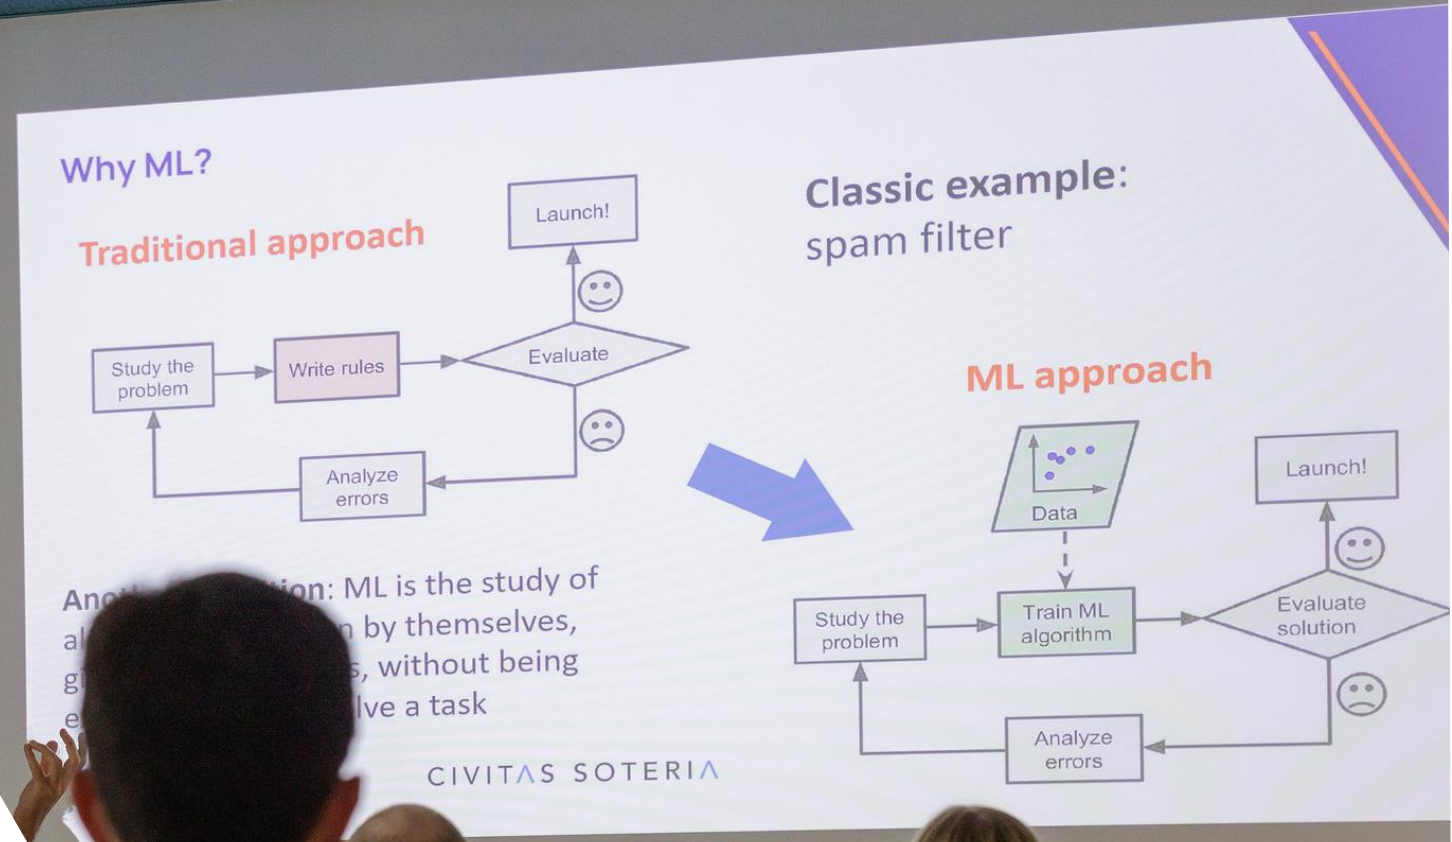 Why ML?
Traditional approach
Launch!
Study the
problem
Write rules
Evaluate
Analyze
errors
Classic example:
spam filter
ML approach
Data
Launch!
Study the
problem
Train ML
algorithm
Evaluate
solution
Analyze
errors
: ML is the study of
by themselves,
, without being
a task
CIVITAS SOTERIA